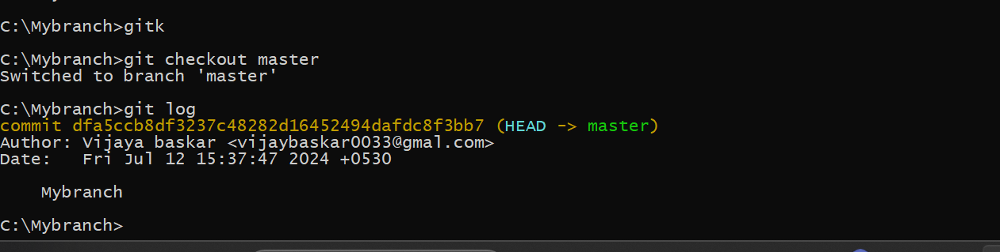 C:\Mybranch>gitk
C:\Mybranch>git checkout master
Switched to branch 'master'
C:\Mybranch>git log
commit dfa5ccb8df3237c48282d16452494dafdc8f3bb7 (HEAD -> master)
Author: Vijaya baskar <vijaybaskar0033@gmal.com>
Date:   Fri Jul 12 15:37:47 2024 +0530
    Mybranch
C:\Mybranch>